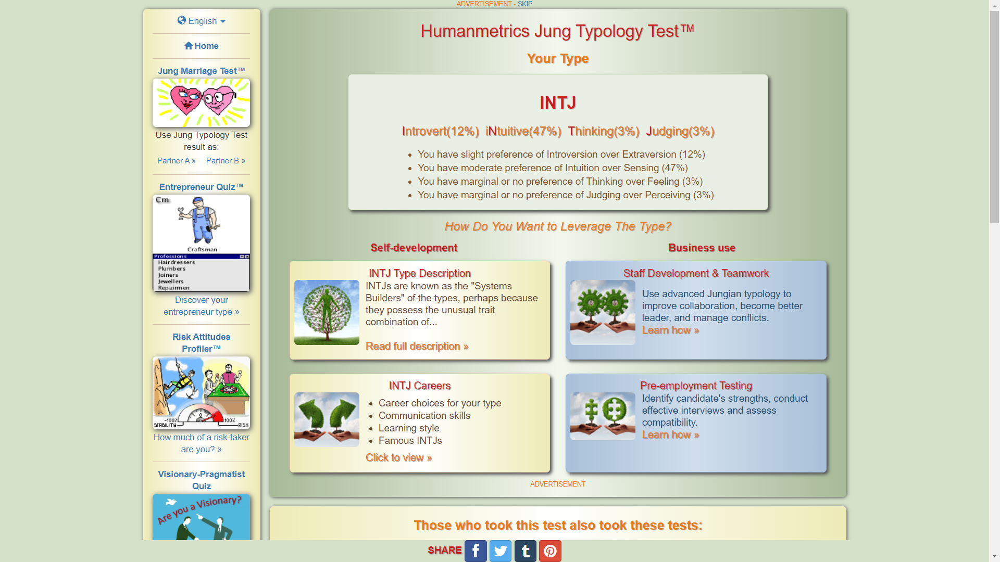 ADVERTISEMENT - SKIP
English
Home
Jung Marriage Test™
Use Jung Typology Test
result as:
Partner A » Partner B »
Entrepreneur Quiz™
Cm
Craftsman
Professions
Hairdressers
Plumbers
Joiners
Jewellers
Repairmen
Discover your
entrepreneur type »
Risk Attitudes
Profiler™
-100% 0 100%
STABILITY RISK
How much of a risk-taker
are you? »
Visionary-Pragmatist
Quiz
Are you a Visionary?
Humanmetrics Jung Typology Test™
Your Type
INTJ
Introvert(12%) iNtuitive(47%) Thinking(3%) Judging(3%)
• You have slight preference of Introversion over Extraversion (12%)
• You have moderate preference of Intuition over Sensing (47%)
• You have marginal or no preference of Thinking over Feeling (3%)
• You have marginal or no preference of Judging over Perceiving (3%)
How Do You Want to Leverage The Type?
Self-development
INTJ Type Description
INTJs are known as the "Systems
Builders" of the types, perhaps because
they possess the unusual trait
combination of...
Read full description »
INTJ Careers
• Career choices for your type
• Communication skills
• Learning style
• Famous INTJs
Click to view »
Business use
Staff Development & Teamwork
Use advanced Jungian typology to
improve collaboration, become better
leader, and manage conflicts.
Learn how »
Pre-employment Testing
Identify candidate's strengths, conduct
effective interviews and assess
compatibility.
Learn how »
ADVERTISEMENT
Those who took this test also took these tests:
SHARE